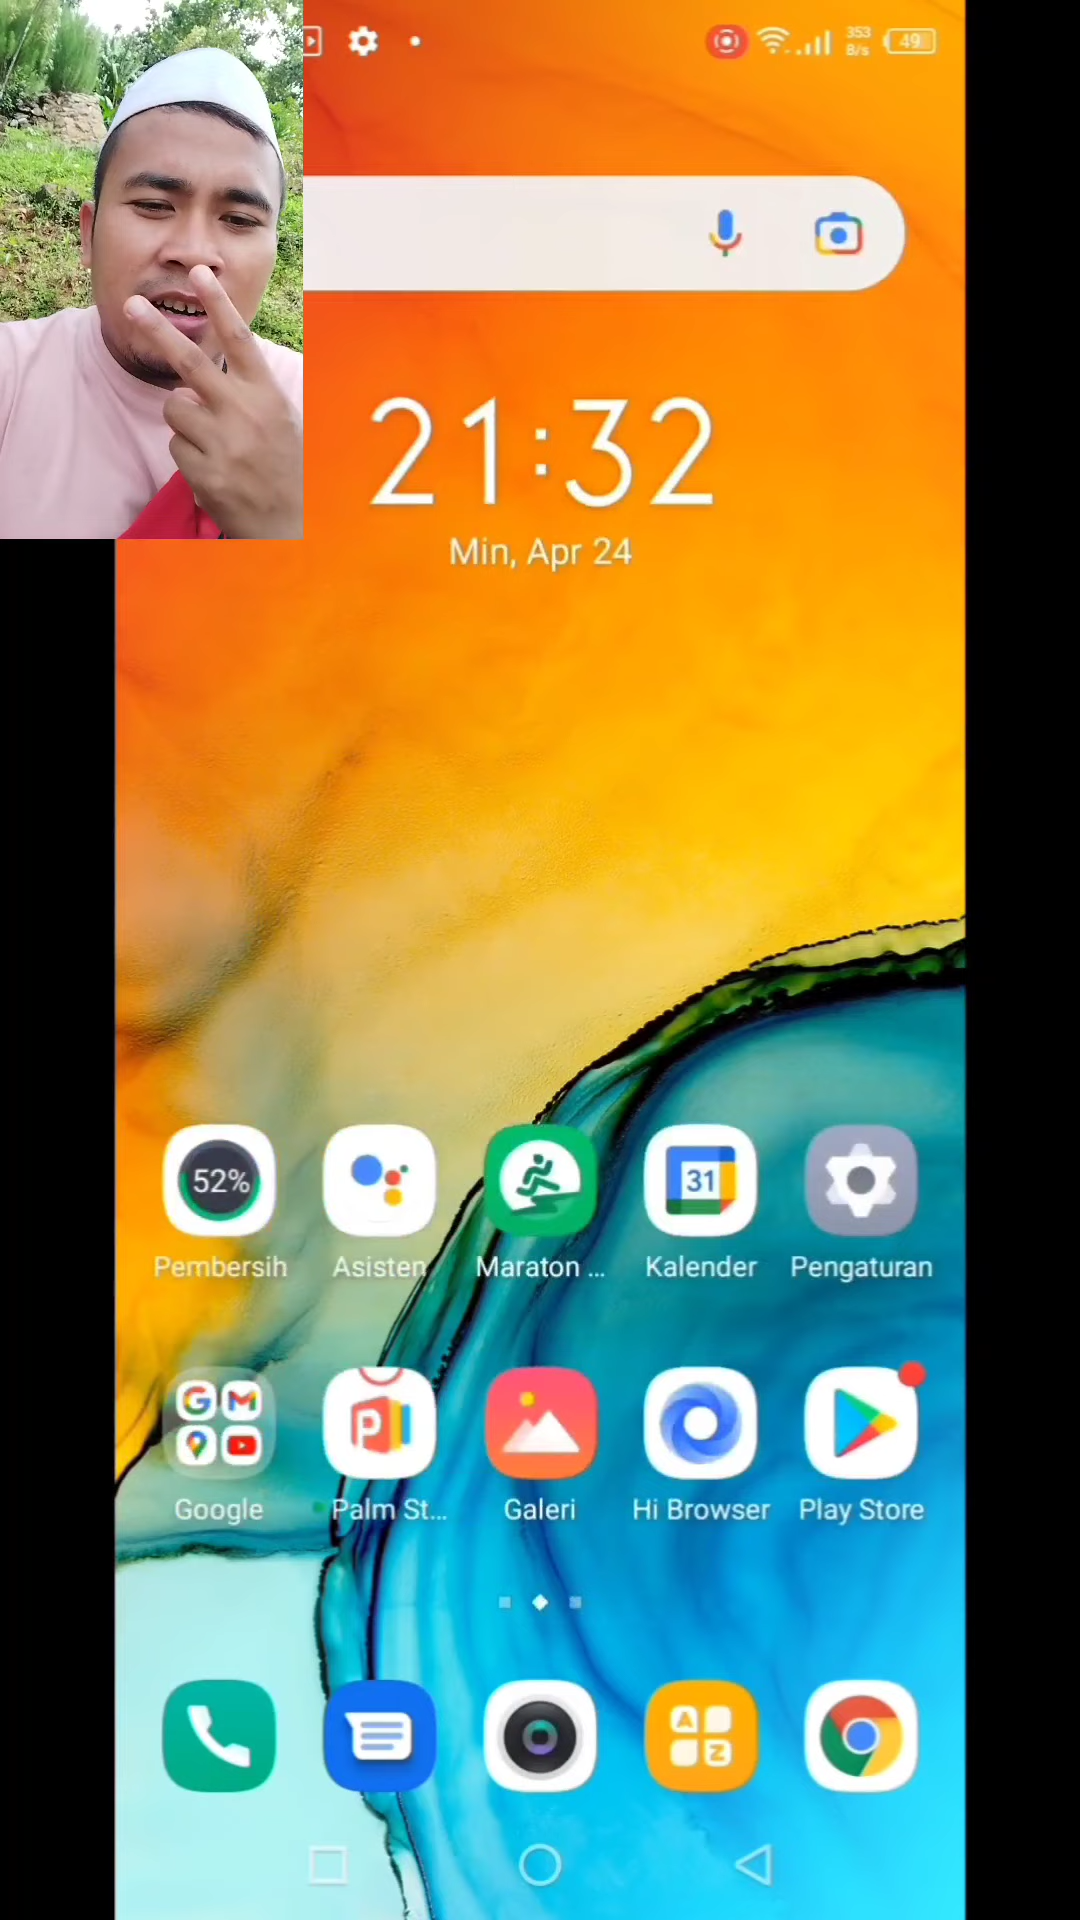 353
B/s
49
21:32
Min, Apr 24
52%
31
Pembersih
Asisten
Maraton ...
Kalender
Pengaturan
G
M
P
Google
Palm St...
Galeri
Hi Browser
Play Store
A
Z